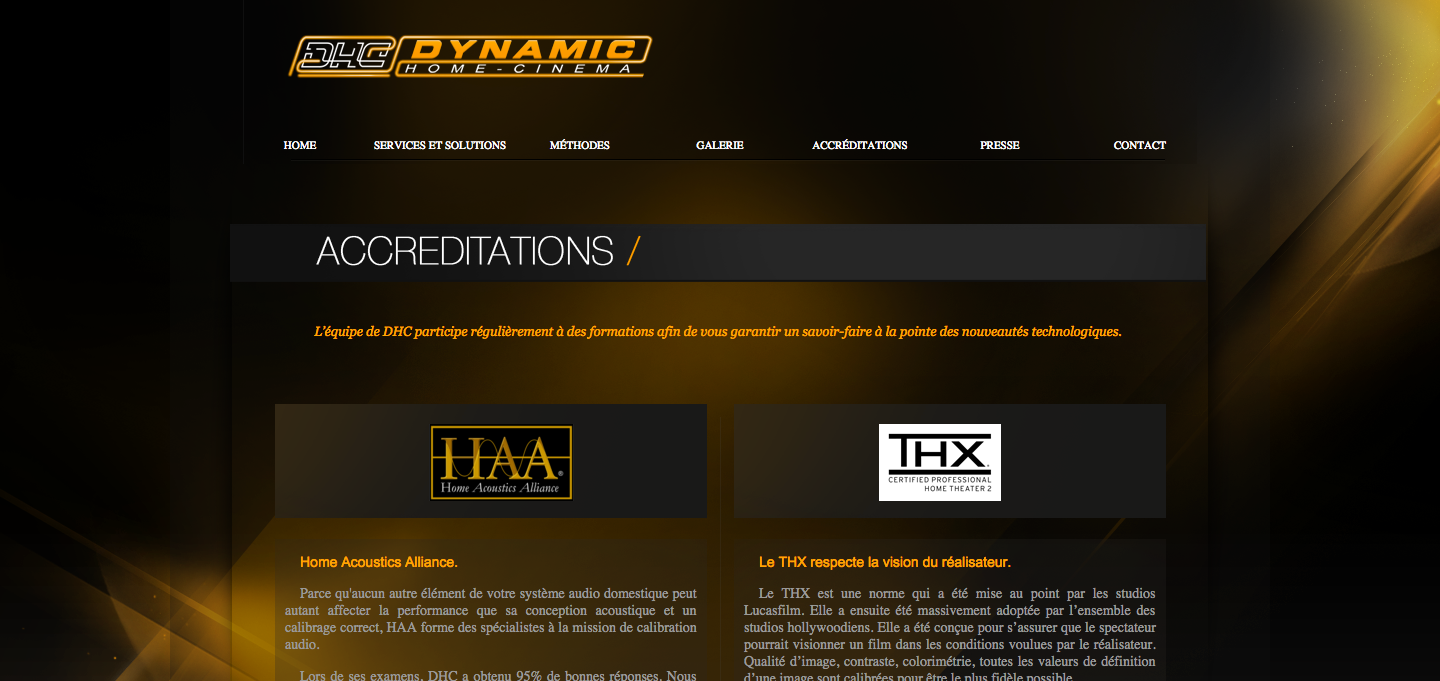 DHC DYNAMIC
HOME-CINEMA
HOME SERVICES ET SOLUTIONS MÉTHODES GALERIE ACCRÉDITATIONS PRESSE CONTACT
ACCREDITATIONS /
L'équipe de DHC participe régulièrement à des formations afin de vous garantir un savoir-faire à la pointe des nouveautés technologiques.
HAA®
Home Acoustics Alliance
Home Acoustics Alliance.
Parce qu'aucun autre élément de votre système audio domestique peut
autant affecter la performance que sa conception acoustique et un
calibrage correct, HAA forme des spécialistes à la mission de calibration
audio.
Lors de ses examens, DHC a obtenu 95% de bonnes réponses. Nous
THX
CERTIFIED PROFESSIONAL
HOME THEATER 2
Le THX respecte la vision du réalisateur.
Le THX est une norme qui a été mise au point par les studios
Lucasfilm. Elle a ensuite été massivement adoptée par l’ensemble des
studios hollywoodiens. Elle a été conçue pour s’assurer que le spectateur
pourrait visionner un film dans les conditions voulues par le réalisateur.
Qualité d’image, contraste, colorimétrie, toutes les valeurs de définition
d’une image sont calibrées pour être le plus fidèle possible.